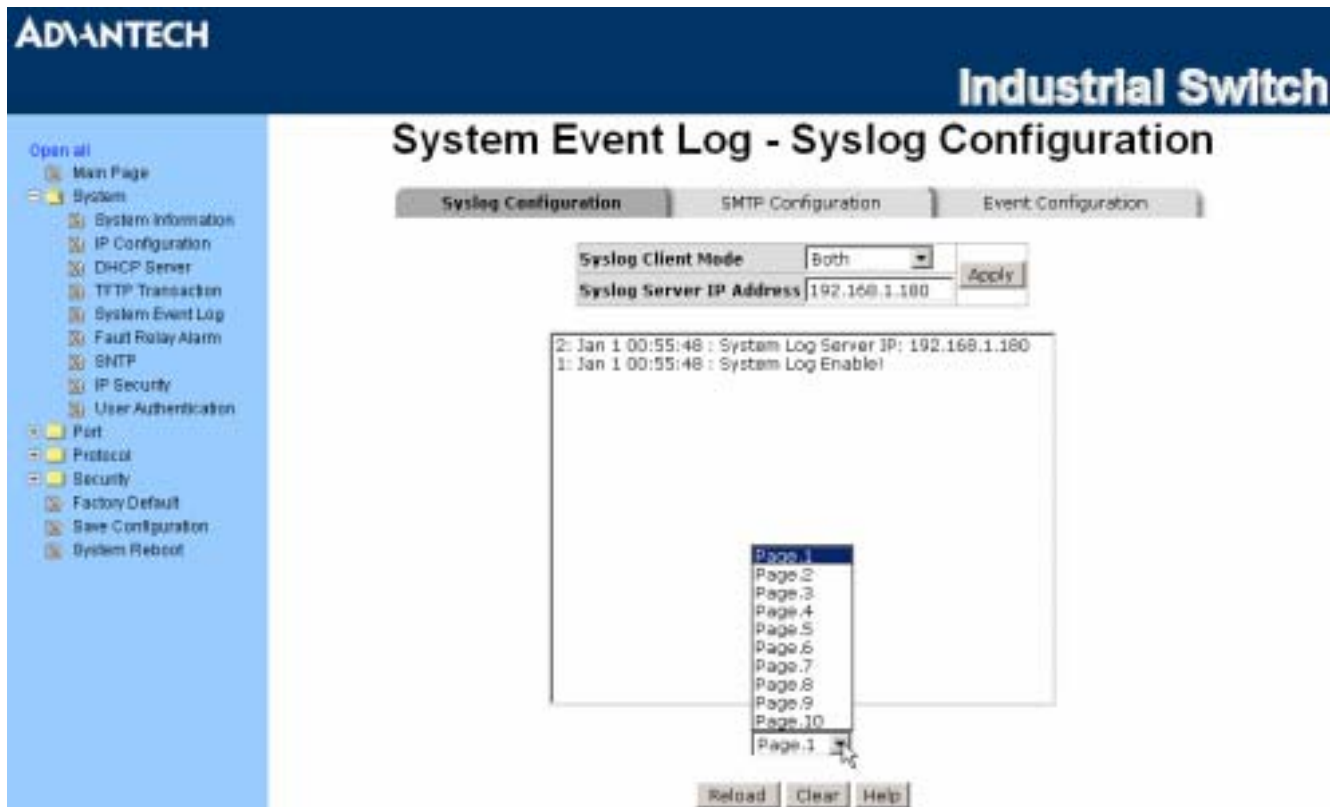 ADVANTECH
Industrial Switch
Open all
Main Page
System
System Information
IP Configuration
DHCP Server
TFTP Transaction
System Event Log
Fault Relay Alarm
SNTP
IP Security
User Authentication
Port
Protocol
Security
Factory Default
Save Configuration
System Reboot
System Event Log - Syslog Configuration
Syslog Configuration SMTP Configuration Event Configuration
Syslog Client Mode Both
Syslog Server IP Address 192.168.1.180
Apply
2: Jan 1 00:55:48 : System Log Server IP: 192.168.1.180
1: Jan 1 00:55:48 : System Log Enable!
Page.1
Page.2
Page.3
Page.4
Page.5
Page.6
Page.7
Page.8
Page.9
Page.10
Page.1
Reload Clear Help